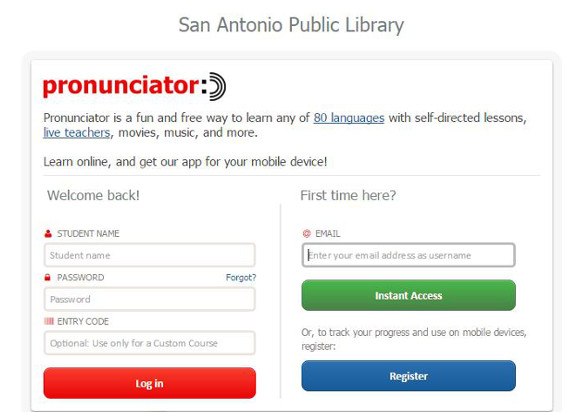 San Antonio Public Library
pronunciator:
Pronunciator is a fun and free way to learn any of 80 languages with self-directed lessons,
live teachers, movies, music, and more.
Learn online, and get our app for your mobile device!
Welcome back!
STUDENT NAME
Student name
PASSWORD Forgot?
Password
ENTRY CODE
Optional: Use only for a Custom Course
Log in
First time here?
@ EMAIL
Enter your email address as username
Instant Access
Or, to track your progress and use on mobile devices,
register:
Register